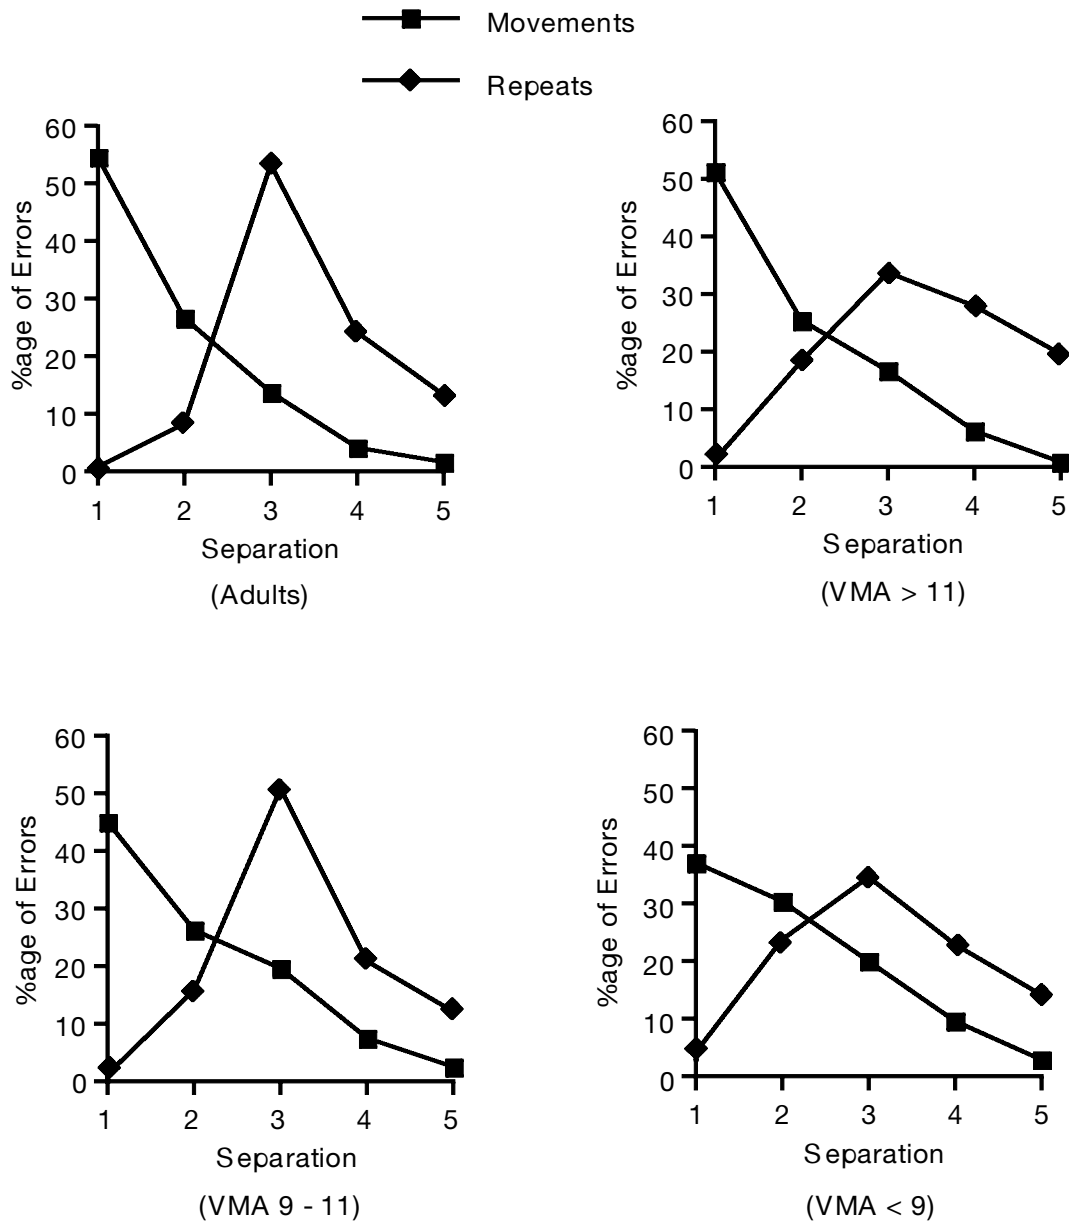 Movements
Repeats
60
50
40
30
20
10
0
%age of Errors
1 2 3 4 5
Separation
(Adults)
60
50
40
30
20
10
0
%age of Errors
1 2 3 4 5
Separation
(VMA > 11)
60
50
40
30
20
10
0
%age of Errors
1 2 3 4 5
Separation
(VMA 9 - 11)
60
50
40
30
20
10
0
%age of Errors
1 2 3 4 5
Separation
(VMA < 9)